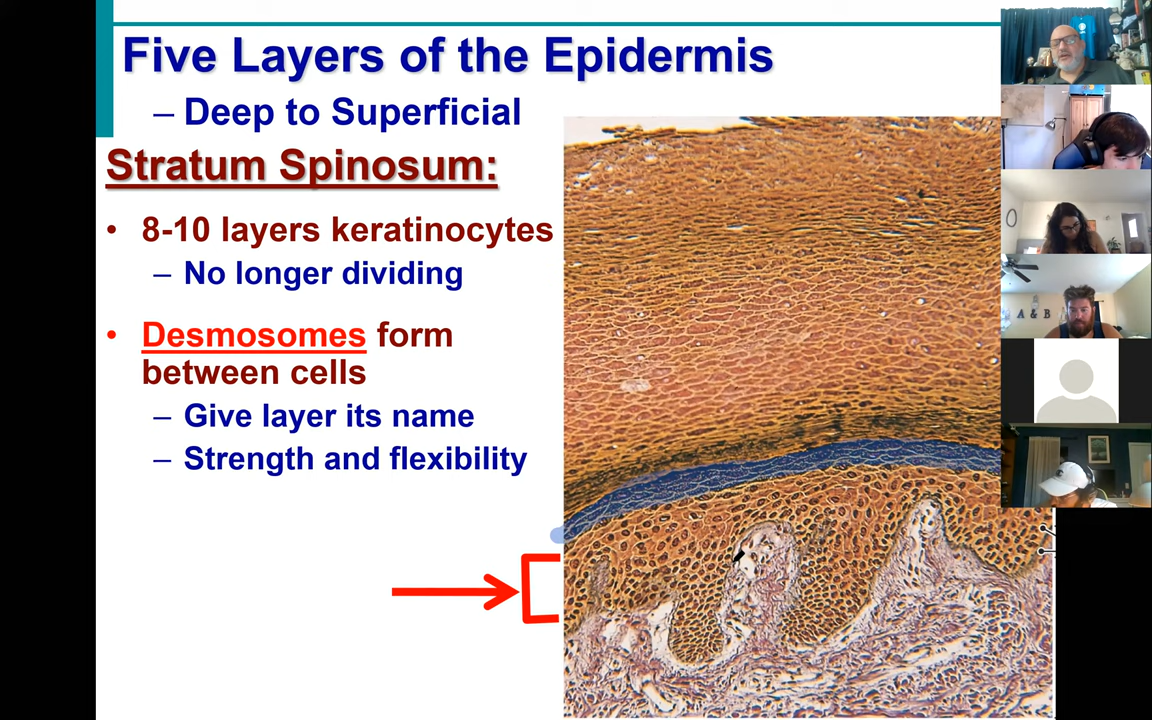 Five Layers of the Epidermis
– Deep to Superficial
Stratum Spinosum:
• 8-10 layers keratinocytes
– No longer dividing
• Desmosomes form
between cells
– Give layer its name
– Strength and flexibility
A & B